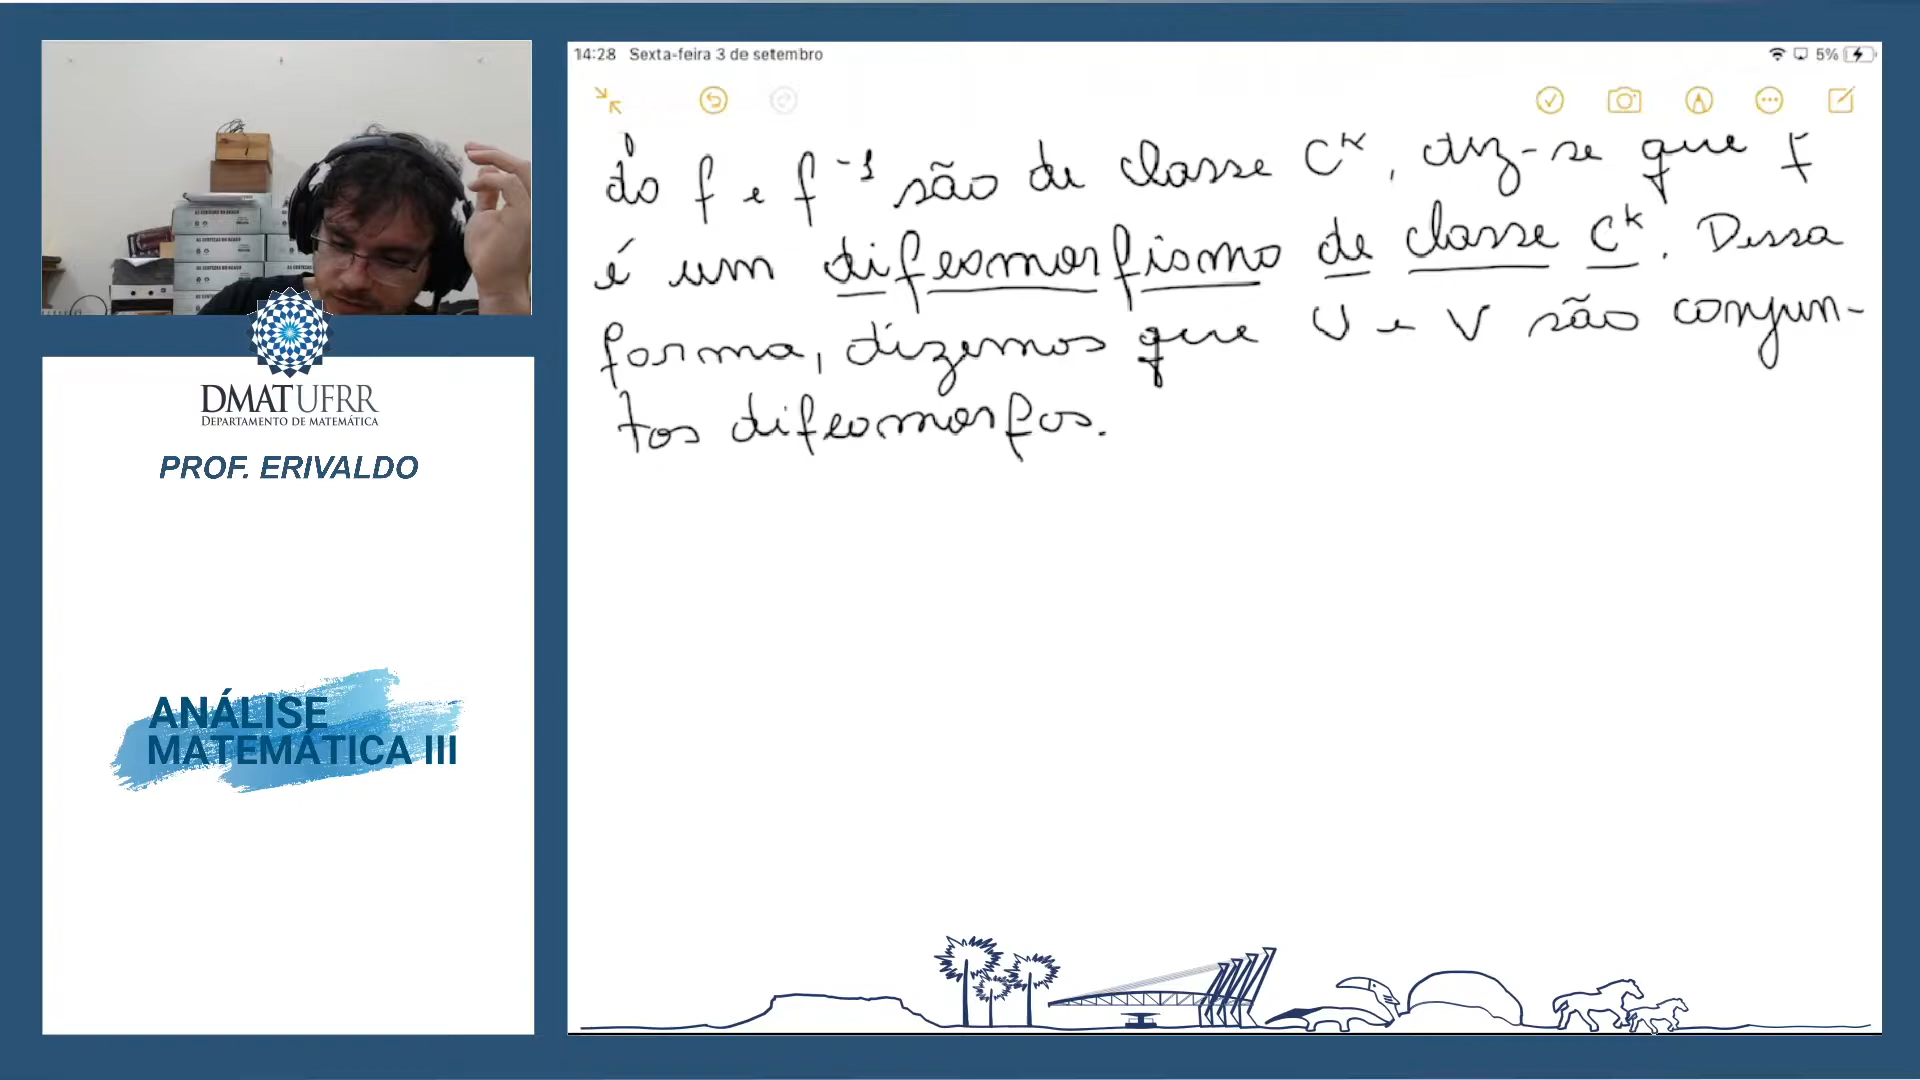 14:28 Sexta-feira 3 de setembro
5%
do f e f⁻¹ são de classe Cᵏ, diz-se que f
é um difeomorfismo de classe Cᵏ. Dessa
forma, dizemos que U e V são conjun-
tos difeomorfos.
DMATUFRR
DEPARTAMENTO DE MATEMÁTICA
PROF. ERIVALDO
ANÁLISE
MATEMÁTICA III